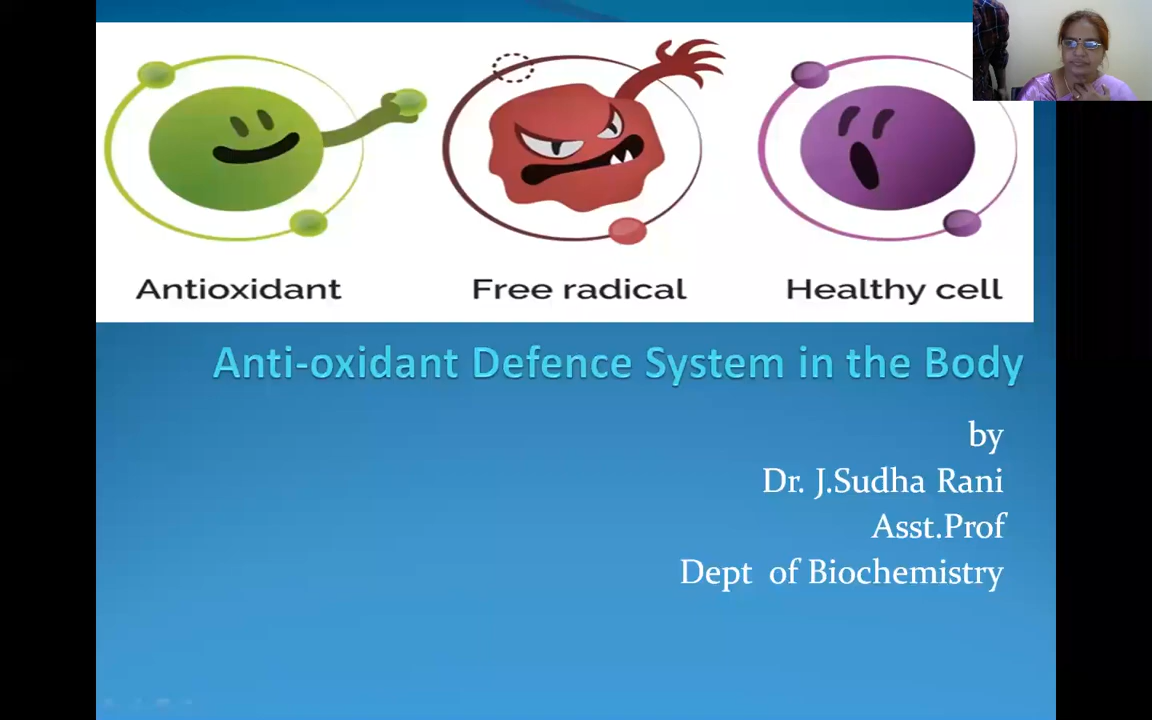 Antioxidant Free radical Healthy cell
Anti-oxidant Defence System in the Body
by
Dr. J.Sudha Rani
Asst.Prof
Dept of Biochemistry